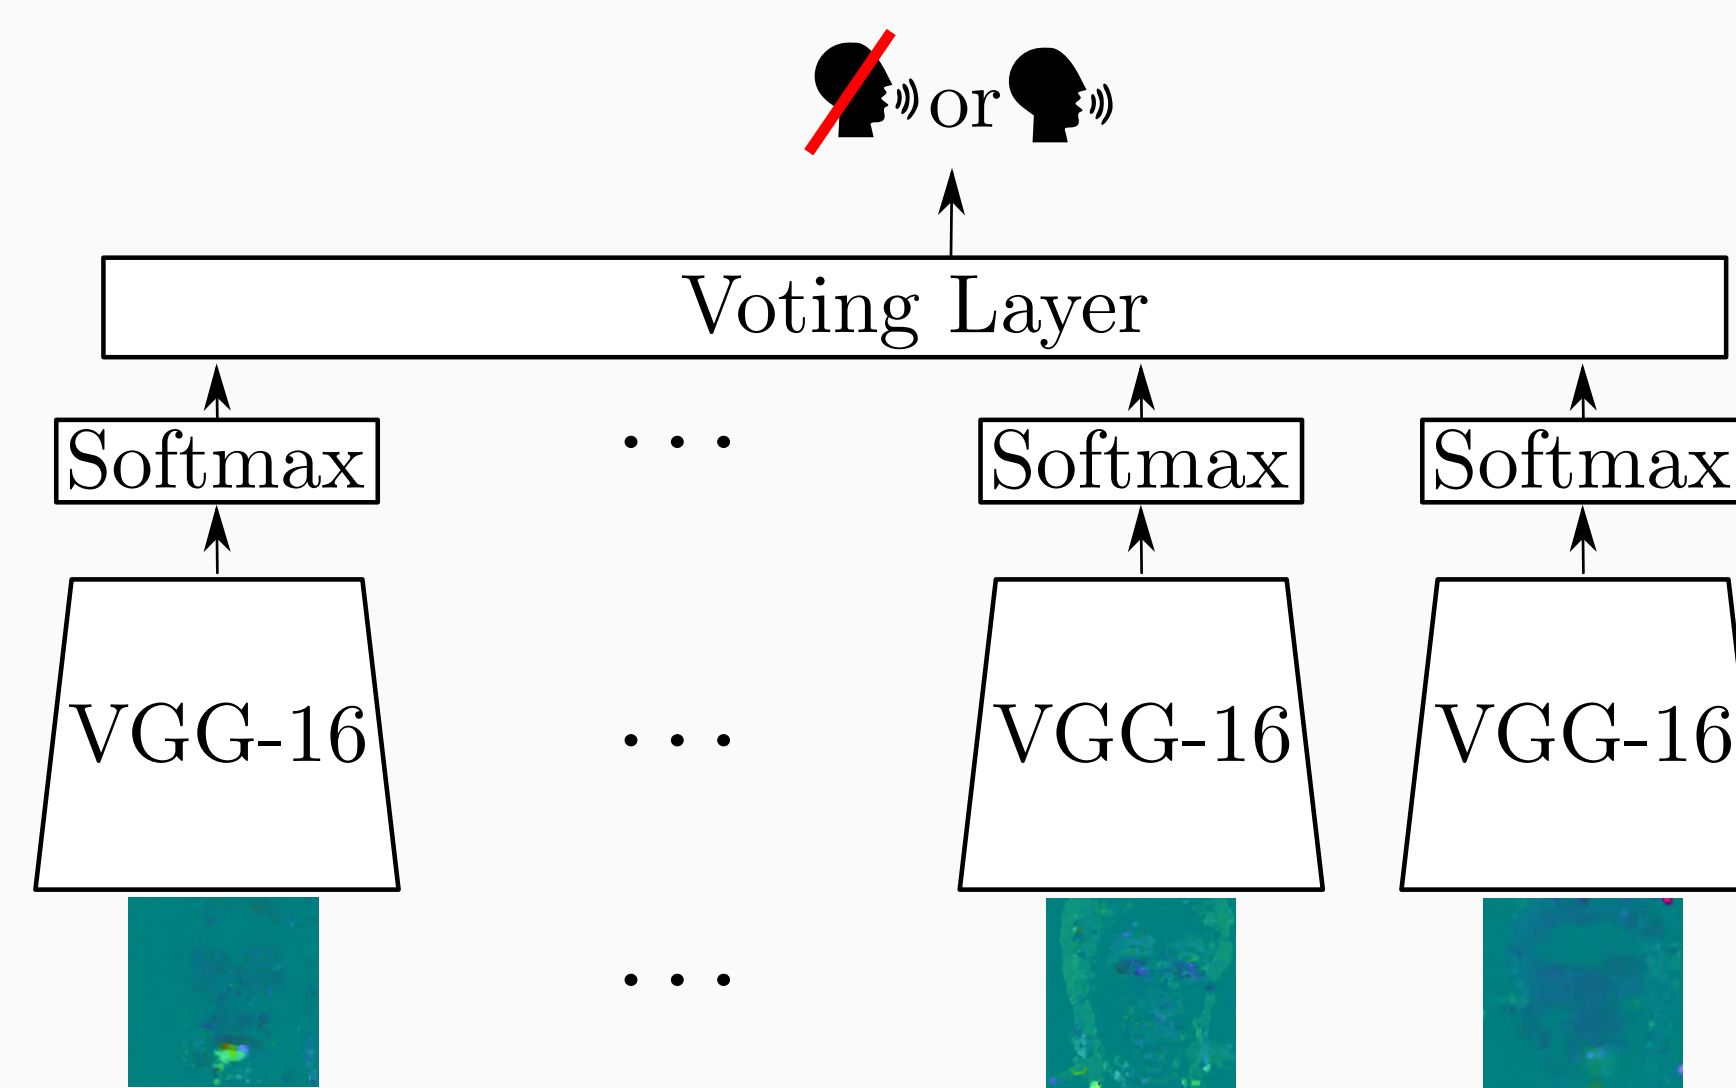 or
Voting Layer
Softmax ... Softmax Softmax
VGG-16 ... VGG-16 VGG-16
...